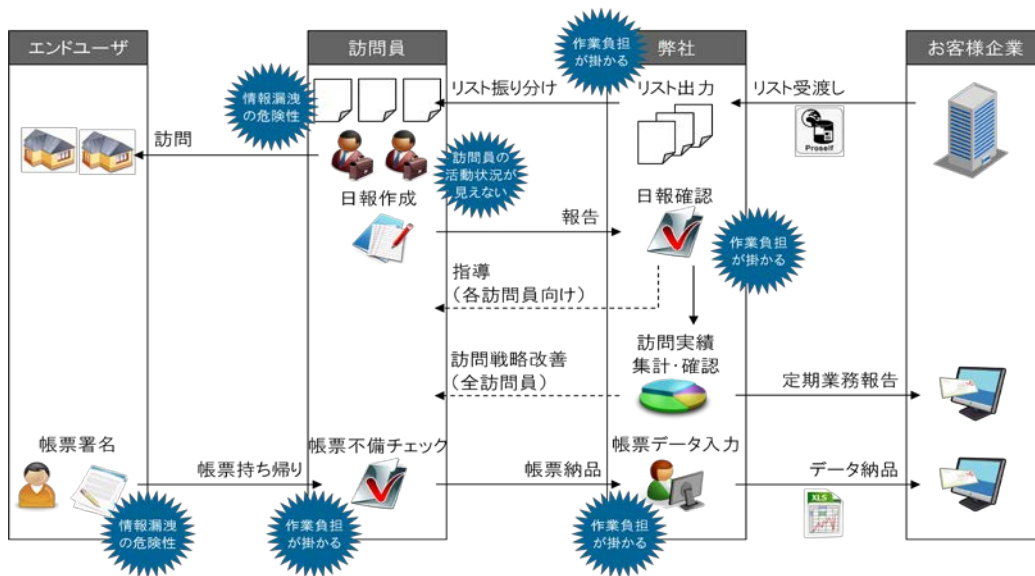 エンドユーザ
訪問員
作業負担
が掛かる
弊社
お客様企業
情報漏洩
の危険性
リスト振り分け
リスト出力
リスト受渡し
Proself
訪問
訪問員の
活動状況が
見えない
日報作成
報告
日報確認
作業負担
が掛かる
指導
(各訪問員向け)
訪問戦略改善
(全訪問員)
訪問実績
集計・確認
定期業務報告
帳票署名
帳票持ち帰り
帳票不備チェック
帳票納品
帳票データ入力
データ納品
XLS
情報漏洩
の危険性
作業負担
が掛かる
作業負担
が掛かる